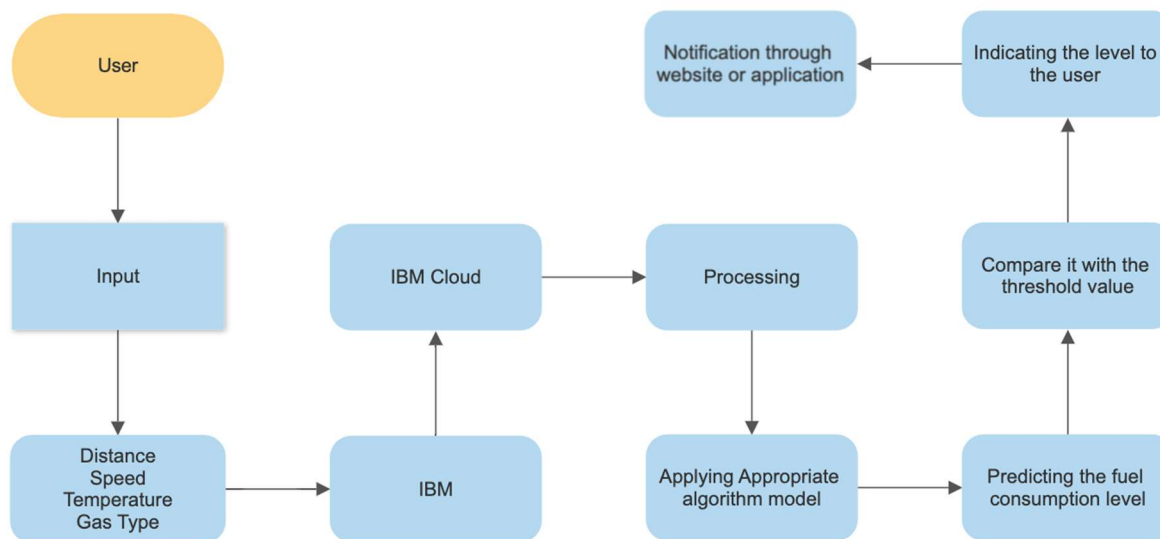 User
Input
Distance
Speed
Temperature
Gas Type
IBM
IBM Cloud
Processing
Applying Appropriate
algorithm model
Predicting the fuel
consumption level
Compare it with the
threshold value
Indicating the level to
the user
Notification through
website or application